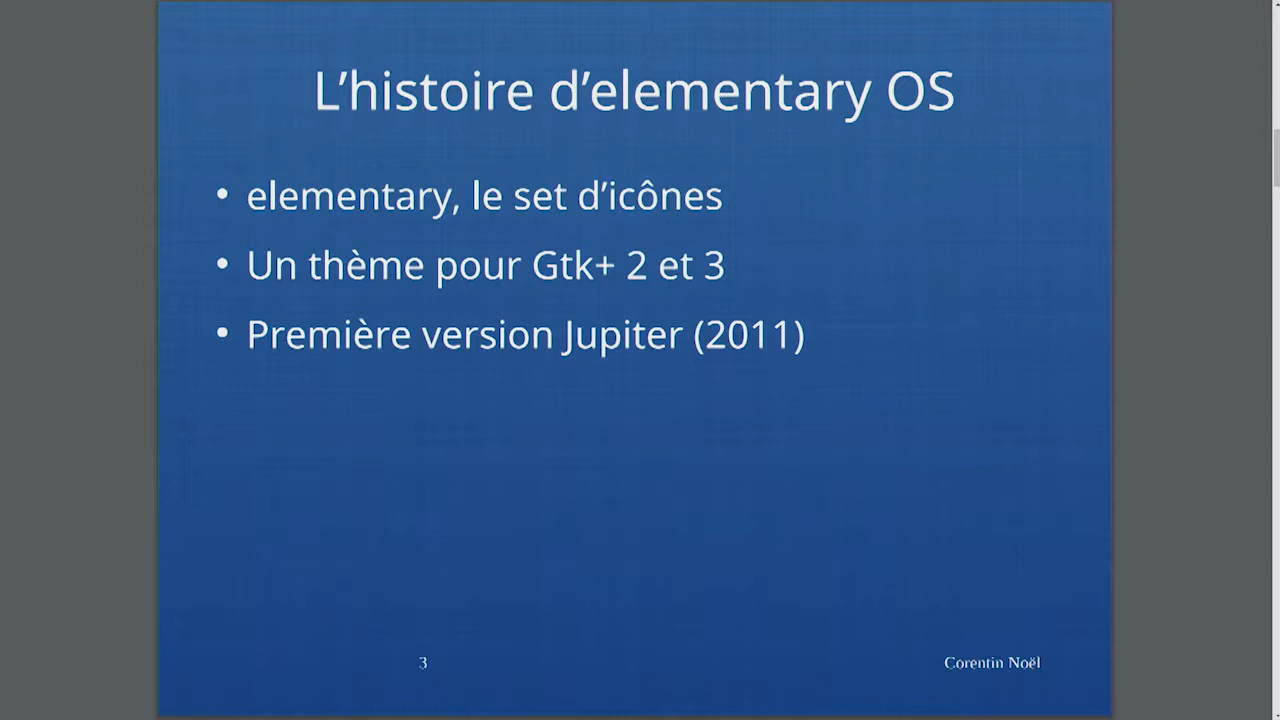 L’histoire d’elementary OS
• elementary, le set d’icônes
• Un thème pour Gtk+ 2 et 3
• Première version Jupiter (2011)
3
Corentin Noël